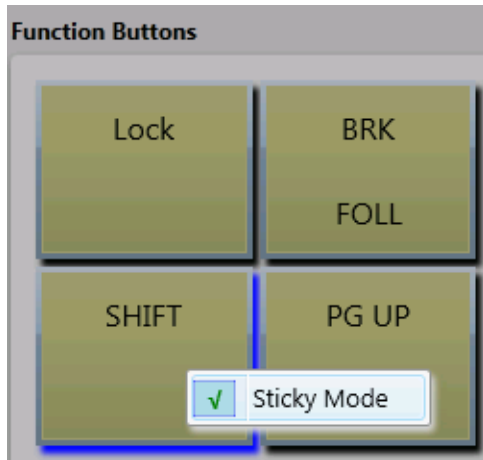 Function Buttons
Lock
BRK
FOLL
SHIFT
PG UP
√ Sticky Mode